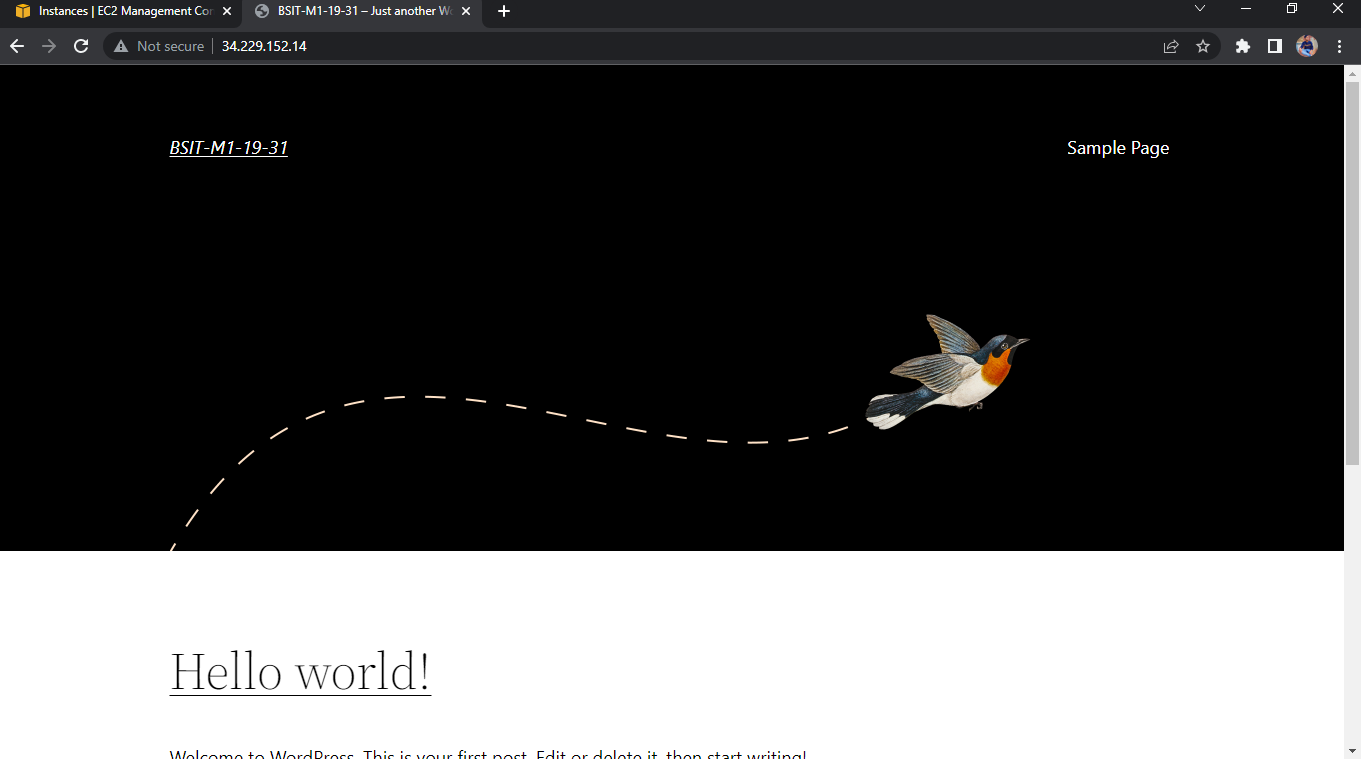 Instances | EC2 Management Con
BSIT-M1-19-31 – Just another W
Not secure
34.229.152.14
BSIT-M1-19-31
Sample Page
Hello world!
Welcome to WordPress. This is your first post. Edit or delete it, then start writing!